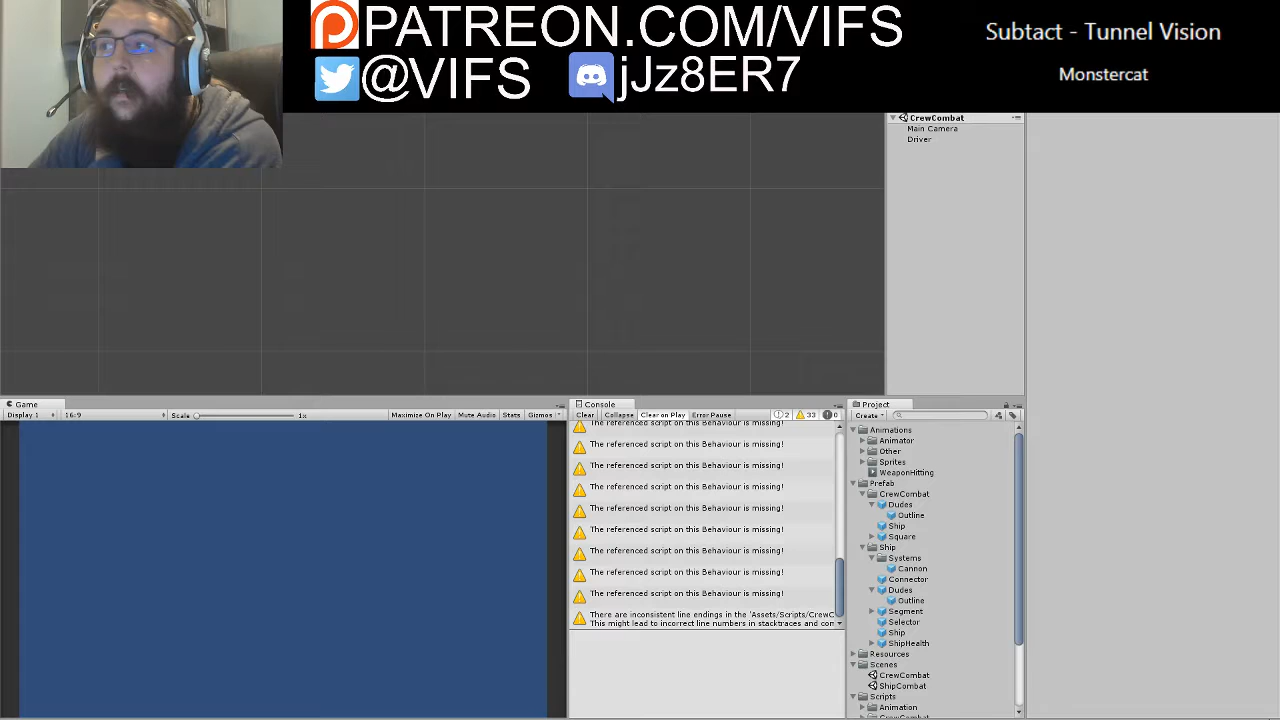 PATREON.COM/VIFS
@VIFS jJz8ER7
Subtact - Tunnel Vision
Monstercat
CrewCombat
Main Camera
Driver
Game
Display 1 16:9 Scale 1x Maximize On Play Mute Audio Stats Gizmos
Console
Clear Collapse Clear on Play Error Pause 2 33 0
The referenced script on this Behaviour is missing!
The referenced script on this Behaviour is missing!
The referenced script on this Behaviour is missing!
The referenced script on this Behaviour is missing!
The referenced script on this Behaviour is missing!
The referenced script on this Behaviour is missing!
The referenced script on this Behaviour is missing!
The referenced script on this Behaviour is missing!
The referenced script on this Behaviour is missing!
There are inconsistent line endings in the 'Assets/Scripts/CrewC
This might lead to incorrect line numbers in stacktraces and com
Project
Create
Animations
Animator
Other
Sprites
WeaponHitting
Prefab
CrewCombat
Dudes
Outline
Ship
Square
Ship
Systems
Cannon
Connector
Dudes
Outline
Segment
Selector
Ship
ShipHealth
Resources
Scenes
CrewCombat
ShipCombat
Scripts
Animation
CrewCombat